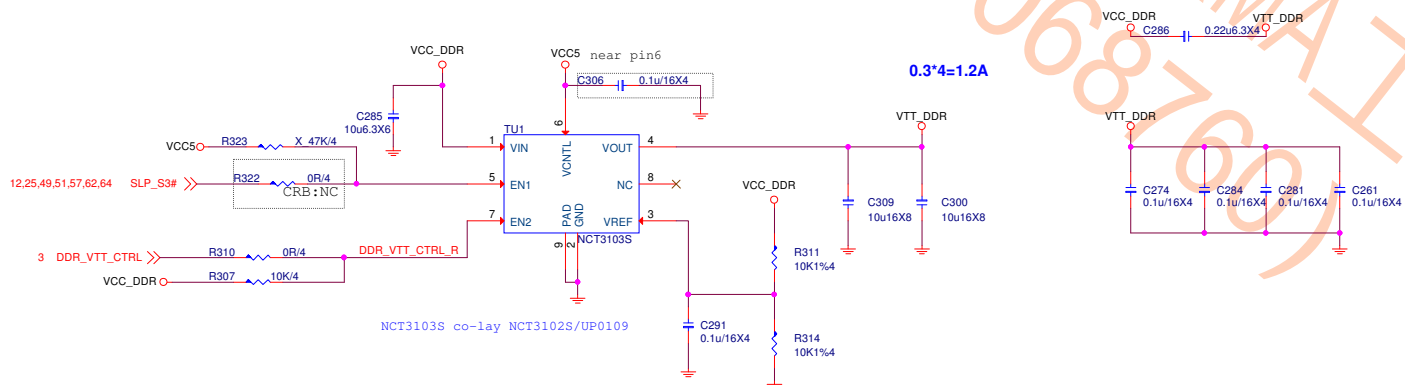 VCC_DDR
C286
0.22u6.3X4
VTT_DDR
VCC_DDR
VCC5
near pin6
C306
0.1u/16X4
0.3*4=1.2A
C285
10u6.3X6
TU1
6
VCC5
R323
X_47K/4
1
VIN
VCNTL
VOUT
4
VTT_DDR
VTT_DDR
12,25,49,51,57,62,64
SLP_S3#
R322
0R/4
CRB:NC
5
EN1
NC
8
VCC_DDR
7
EN2
PAD
GND
VREF
3
C309
10u16X8
C300
10u16X8
C274
0.1u/16X4
C284
0.1u/16X4
C281
0.1u/16X4
C261
0.1u/16X4
9
2
NCT3103S
3
DDR_VTT_CTRL
R310
0R/4
DDR_VTT_CTRL_R
R311
10K1%4
VCC_DDR
R307
10K/4
NCT3103S co-lay NCT3102S/UP0109
C291
0.1u/16X4
R314
10K1%4
068760)